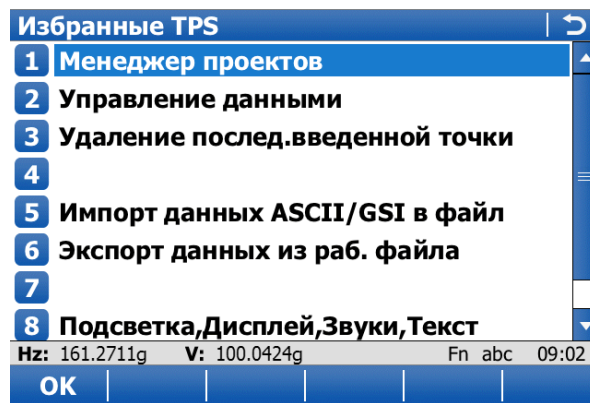 Избранные TPS
1 Менеджер проектов
2 Управление данными
3 Удаление послед.введенной точки
4
5 Импорт данных ASCII/GSI в файл
6 Экспорт данных из раб. файла
7
8 Подсветка,Дисплей,Звуки,Текст
Hz: 161.2711g V: 100.0424g Fn abc 09:02
OK